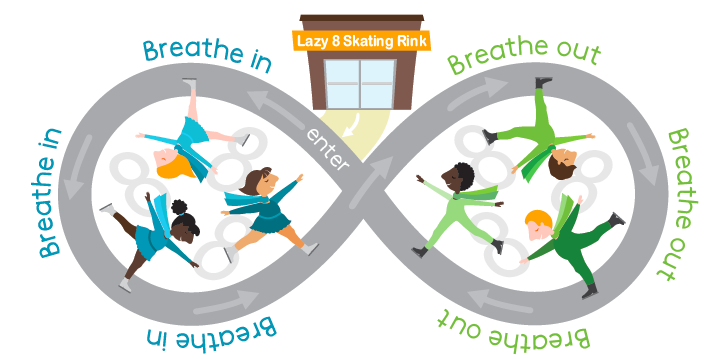 Lazy 8 Skating Rink
enter
Breathe in
Breathe in
Breathe in
Breathe out
Breathe out
Breathe out